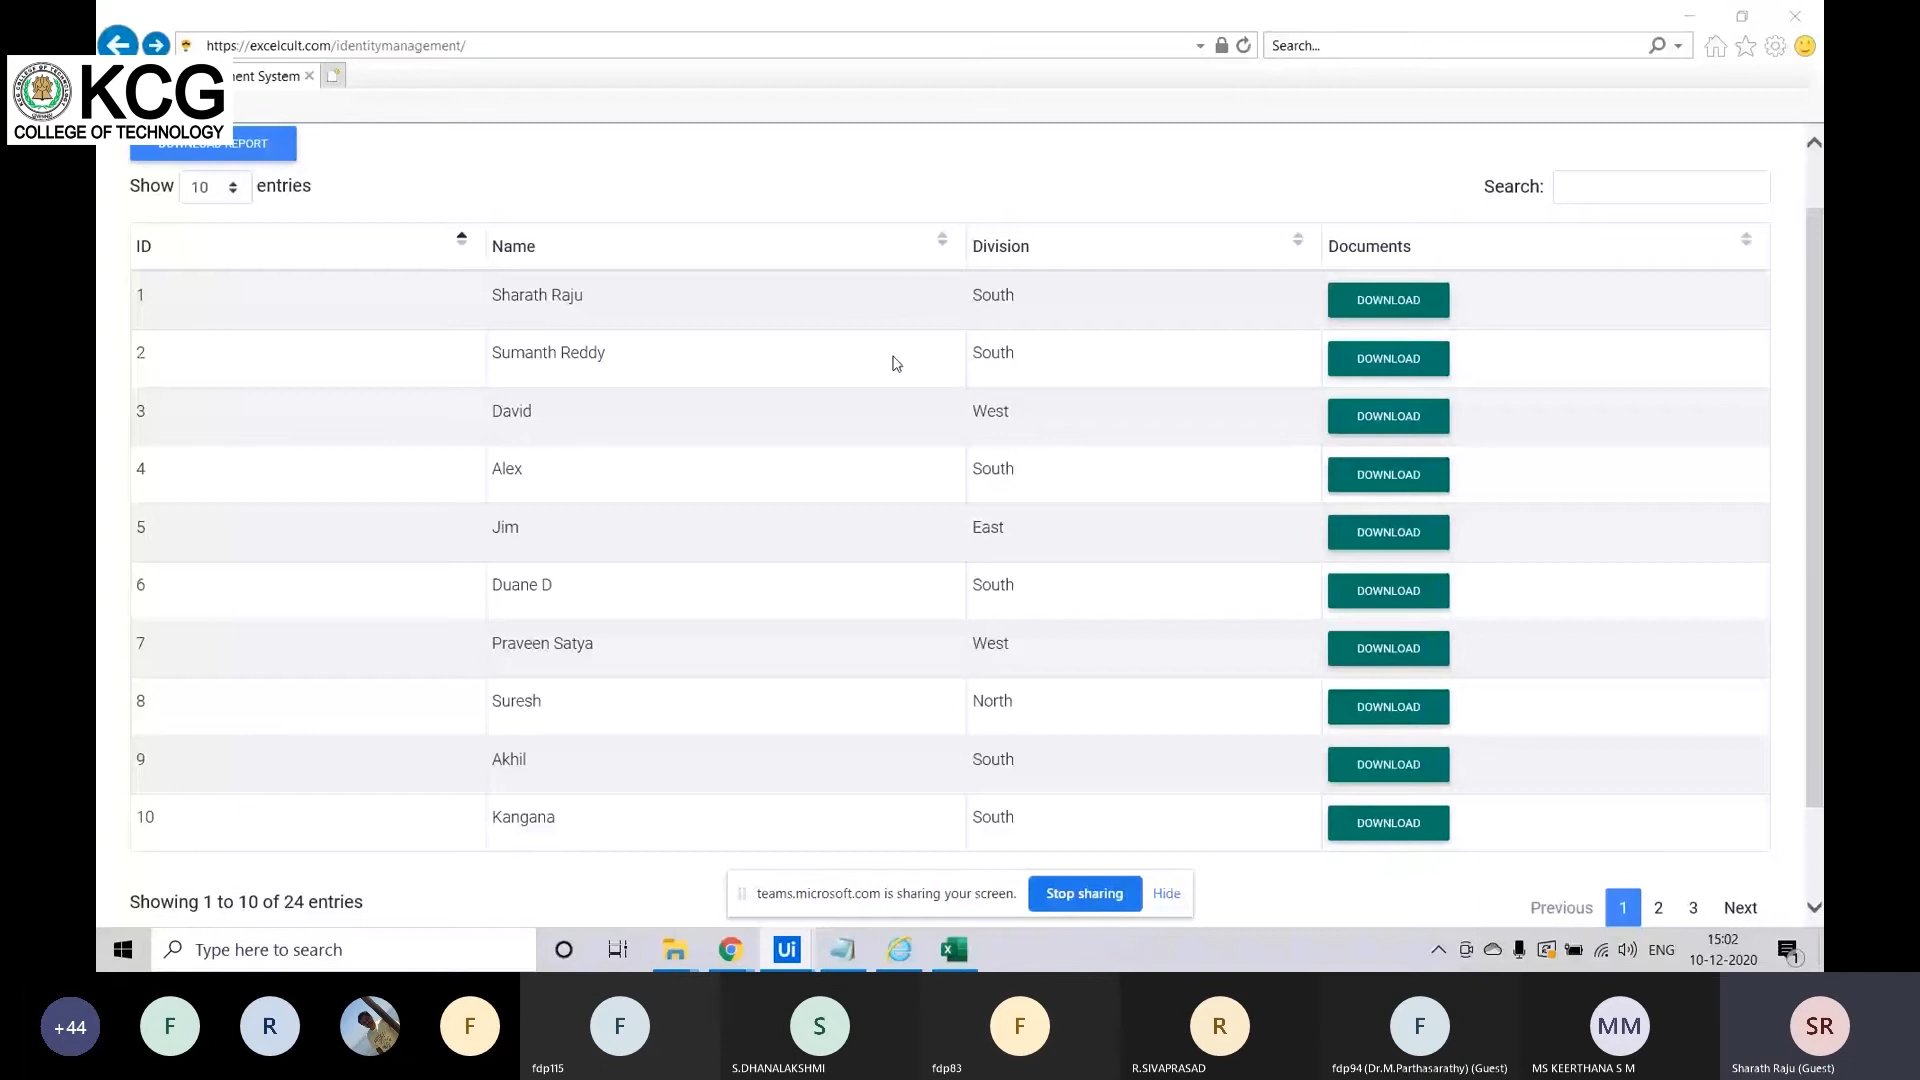 https://excelcult.com/identitymanagement/
Search...
KCG
COLLEGE OF TECHNOLOGY
ment System
DOWNLOAD REPORT
Show 10 entries
Search:
ID Name Division Documents
1 Sharath Raju South DOWNLOAD
2 Sumanth Reddy South DOWNLOAD
3 David West DOWNLOAD
4 Alex South DOWNLOAD
5 Jim East DOWNLOAD
6 Duane D South DOWNLOAD
7 Praveen Satya West DOWNLOAD
8 Suresh North DOWNLOAD
9 Akhil South DOWNLOAD
10 Kangana South DOWNLOAD
Showing 1 to 10 of 24 entries
teams.microsoft.com is sharing your screen. Stop sharing Hide
Previous 1 2 3 Next
Type here to search
Ui
ENG
15:02
10-12-2020
1
+44 F R F F S F R F MM SR
fdp115 S.DHANALAKSHMI fdp83 R.SIVAPRASAD fdp94 (Dr.M.Parthasarathy) (Guest) MS KEERTHANA S M Sharath Raju (Guest)